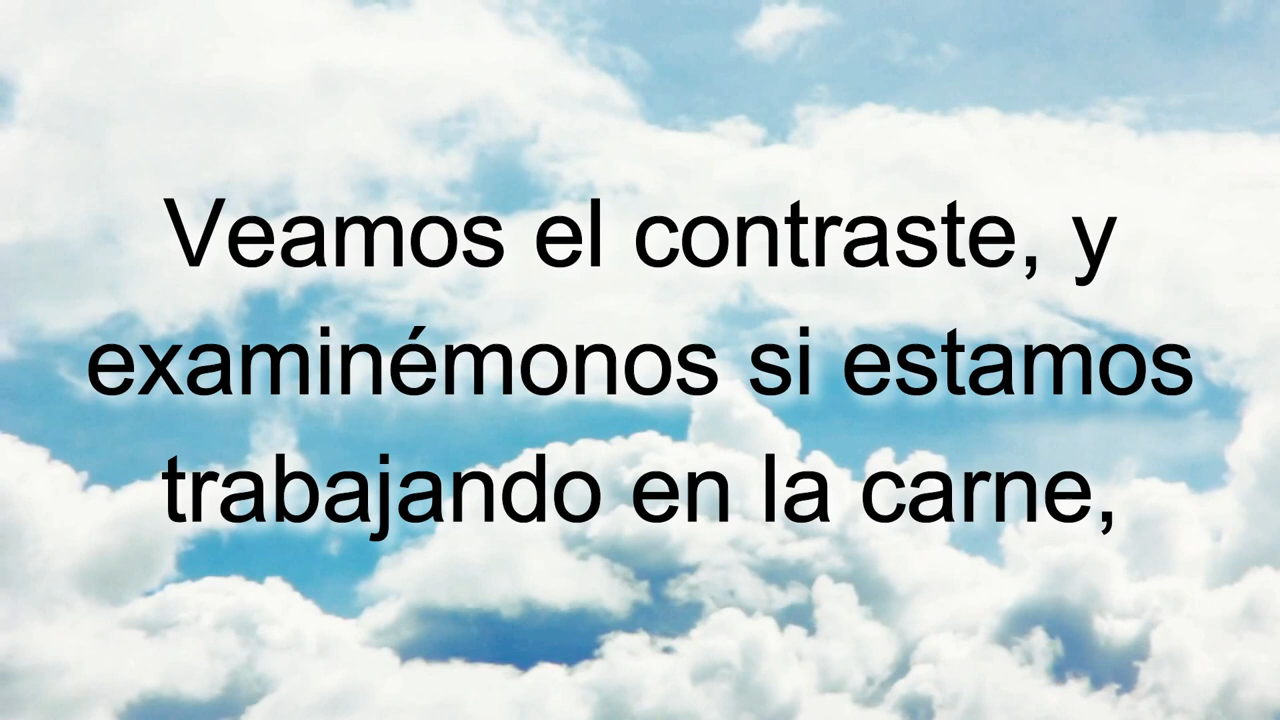 Veamos el contraste, y
examinémonos si estamos
trabajando en la carne,